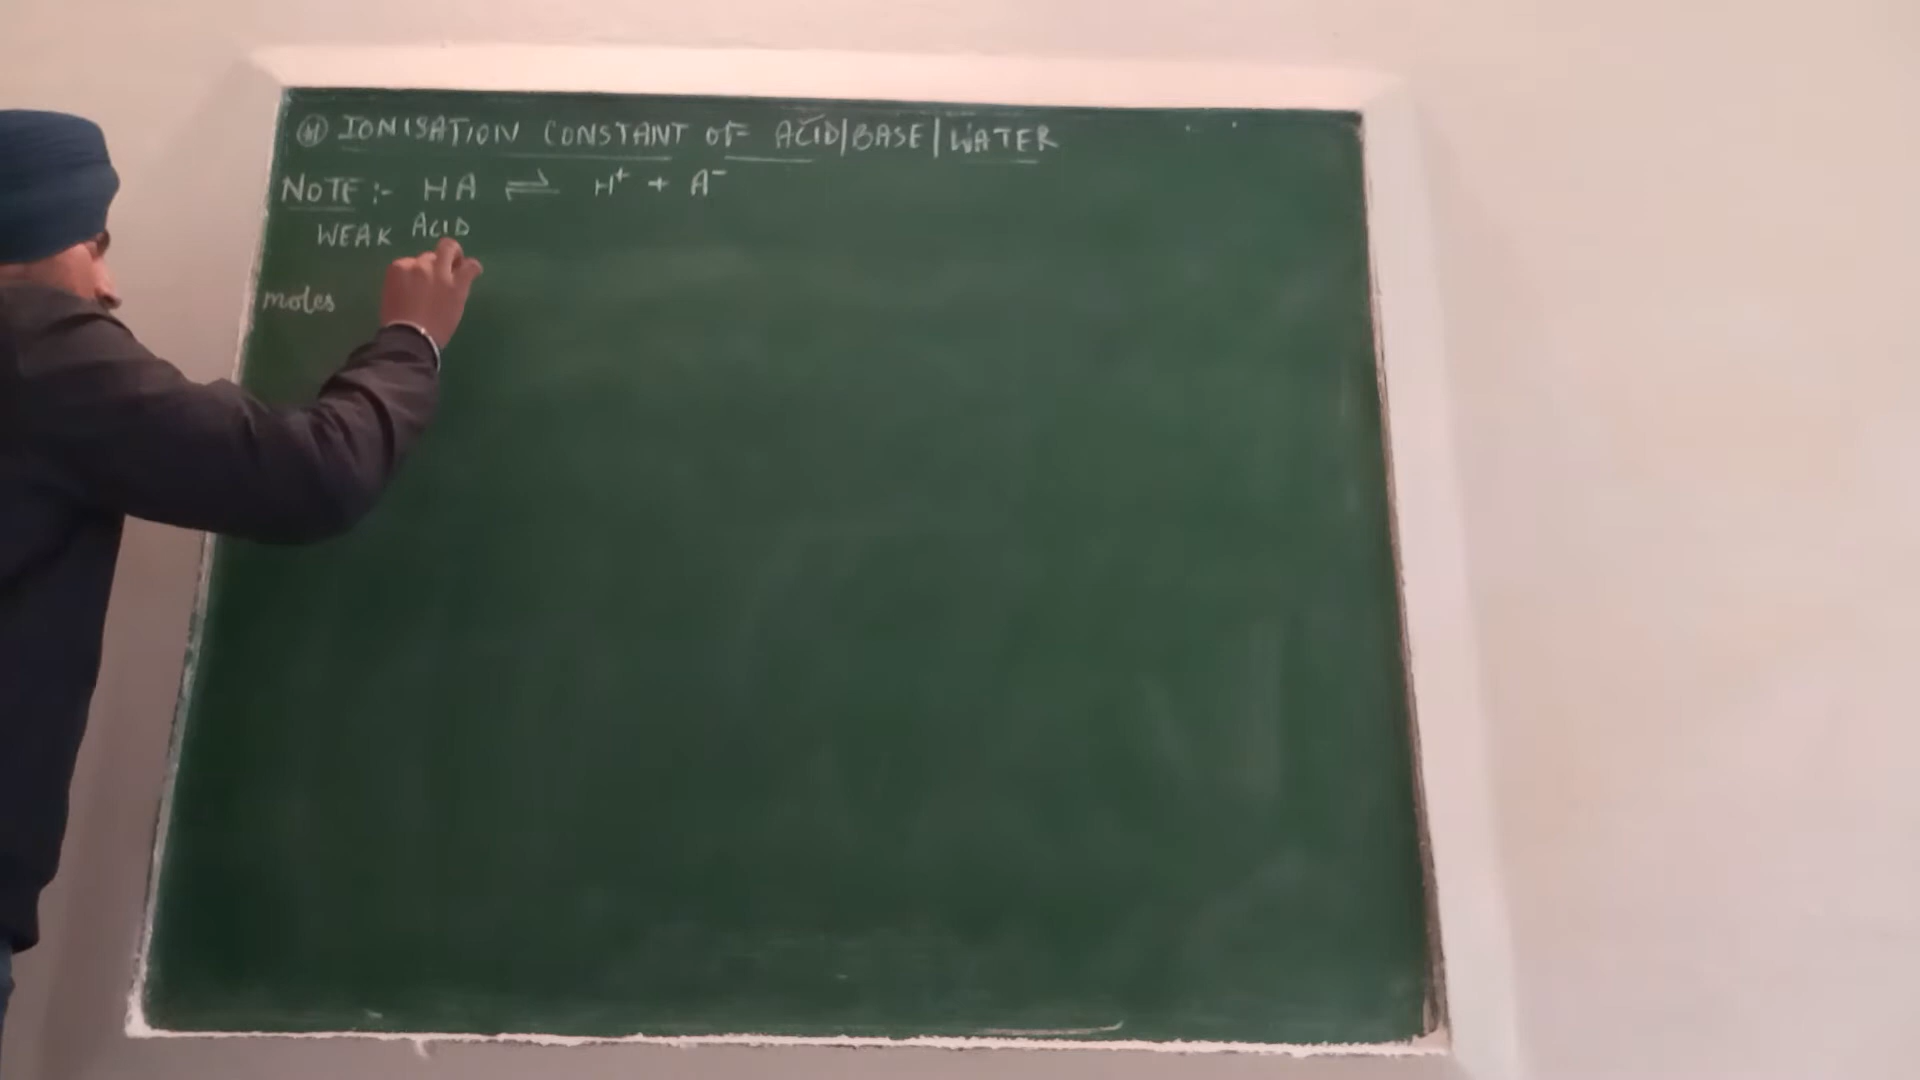 IONISATION CONSTANT OF ACID/BASE/WATER
NOTE :- HA ⇌ H⁺ + A⁻
WEAK ACID
moles